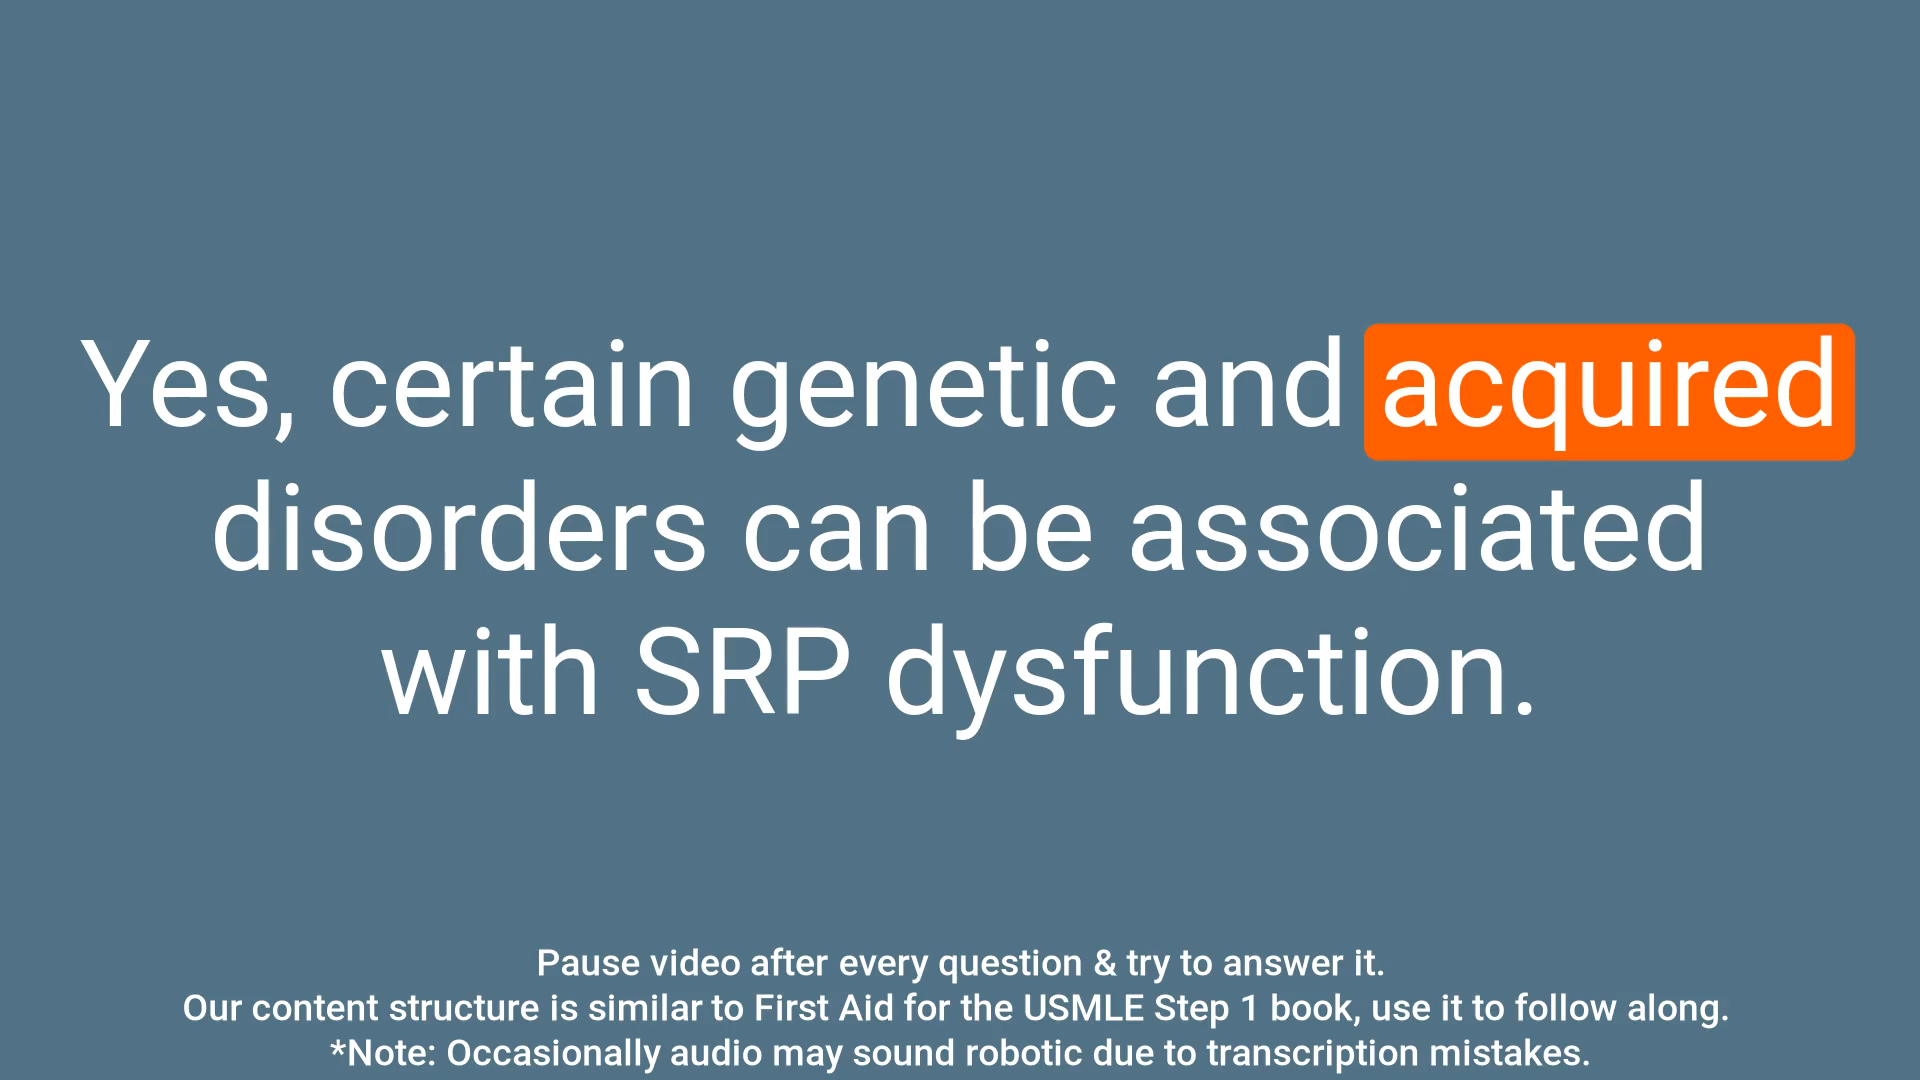 Yes, certain genetic and acquired
disorders can be associated
with SRP dysfunction.
Pause video after every question & try to answer it.
Our content structure is similar to First Aid for the USMLE Step 1 book, use it to follow along.
*Note: Occasionally audio may sound robotic due to transcription mistakes.